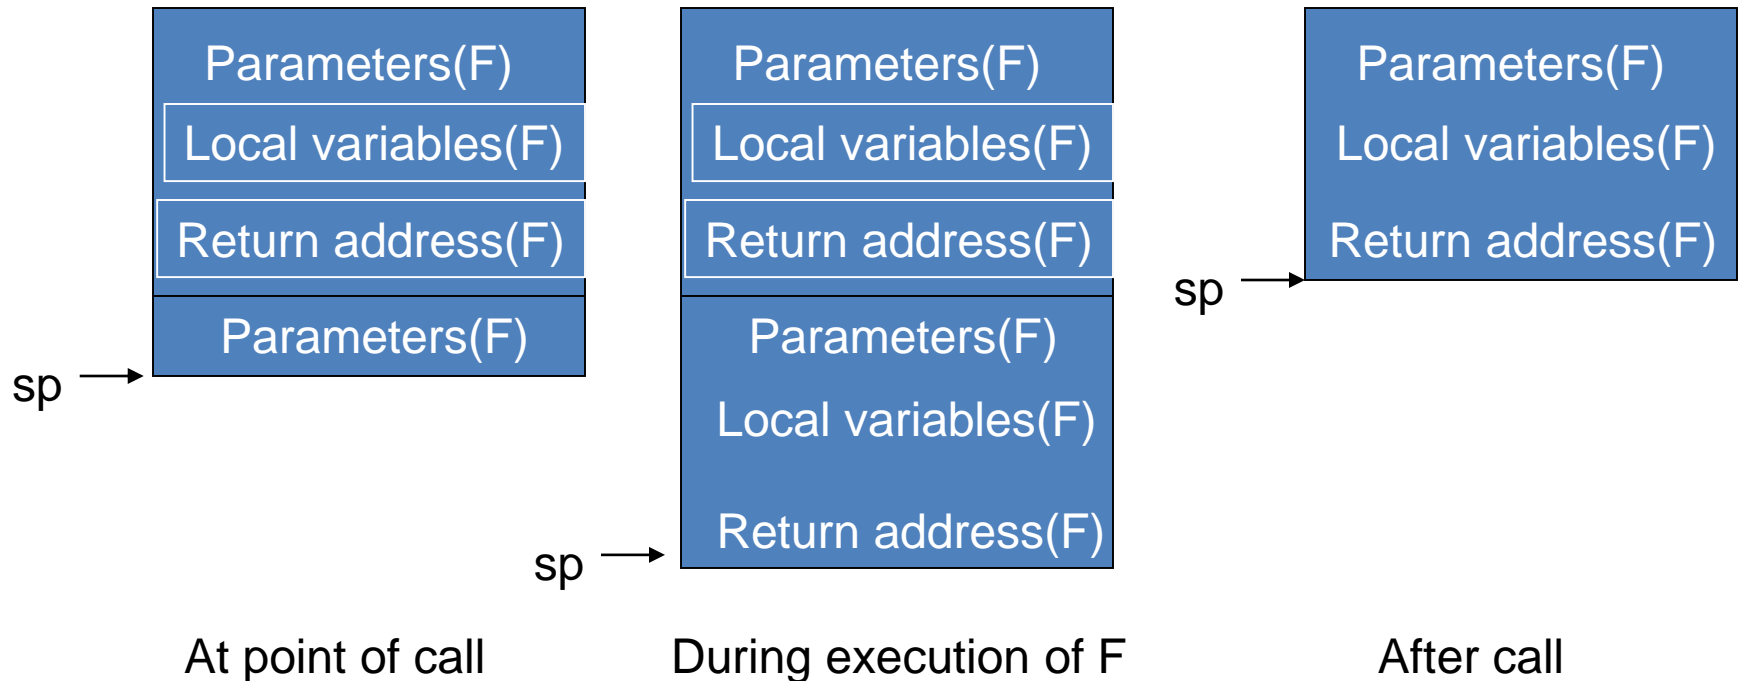 Parameters(F)
Local variables(F)
Return address(F)
Parameters(F)
sp
At point of call
Parameters(F)
Local variables(F)
Return address(F)
Parameters(F)
Local variables(F)
Return address(F)
sp
During execution of F
Parameters(F)
Local variables(F)
Return address(F)
sp
After call